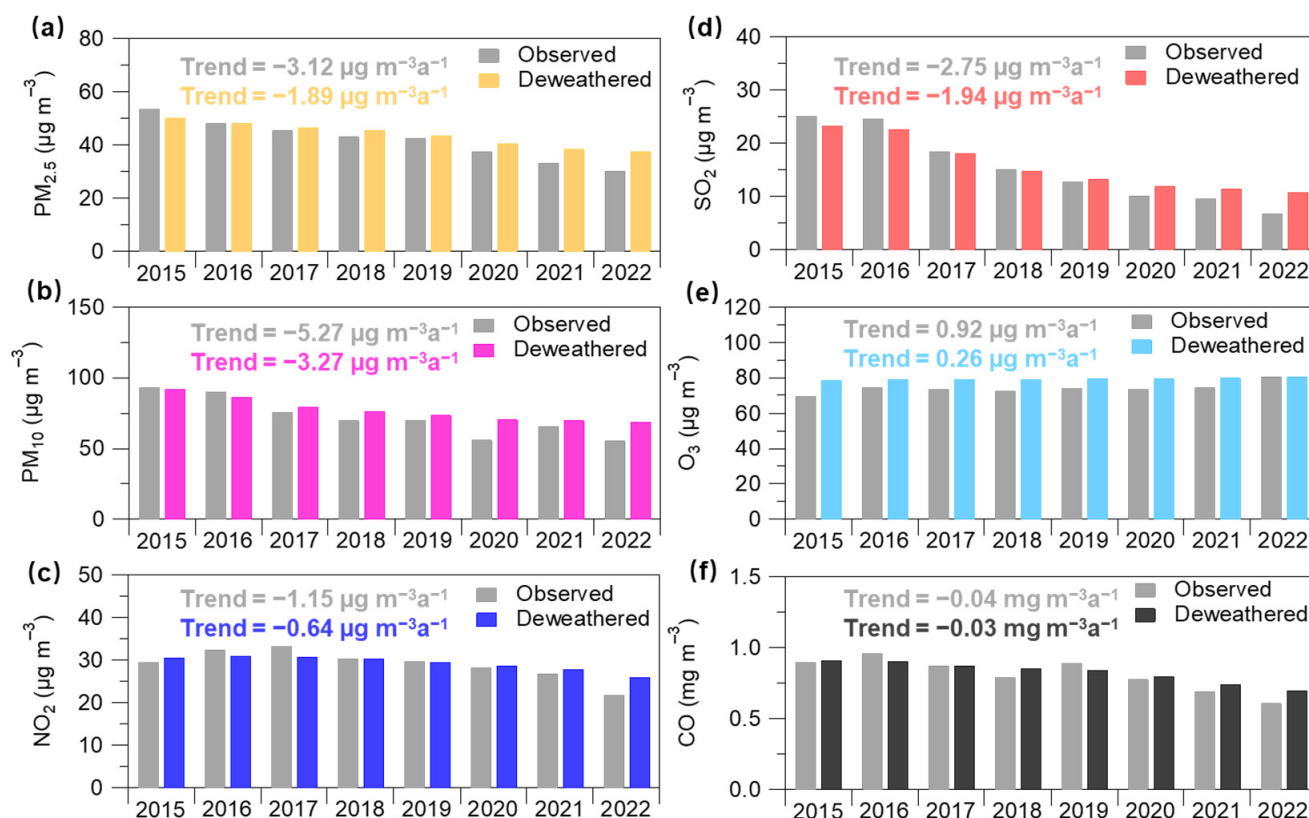 (a)
80
60
40
20
0
PM2.5 (µg m−3)
Trend = −3.12 µg m−3a−1
Trend = −1.89 µg m−3a−1
Observed
Deweathered
2015 2016 2017 2018 2019 2020 2021 2022
(b)
150
100
50
0
PM10 (µg m−3)
Trend = −5.27 µg m−3a−1
Trend = −3.27 µg m−3a−1
Observed
Deweathered
2015 2016 2017 2018 2019 2020 2021 2022
(c)
50
40
30
20
10
0
NO2 (µg m−3)
Trend = −1.15 µg m−3a−1
Trend = −0.64 µg m−3a−1
Observed
Deweathered
2015 2016 2017 2018 2019 2020 2021 2022
(d)
40
30
20
10
0
SO2 (µg m−3)
Trend = −2.75 µg m−3a−1
Trend = −1.94 µg m−3a−1
Observed
Deweathered
2015 2016 2017 2018 2019 2020 2021 2022
(e)
120
100
80
60
40
20
0
O3 (µg m−3)
Trend = 0.92 µg m−3a−1
Trend = 0.26 µg m−3a−1
Observed
Deweathered
2015 2016 2017 2018 2019 2020 2021 2022
(f)
1.5
1.0
0.5
0.0
CO (mg m−3)
Trend = −0.04 mg m−3a−1
Trend = −0.03 mg m−3a−1
Observed
Deweathered
2015 2016 2017 2018 2019 2020 2021 2022